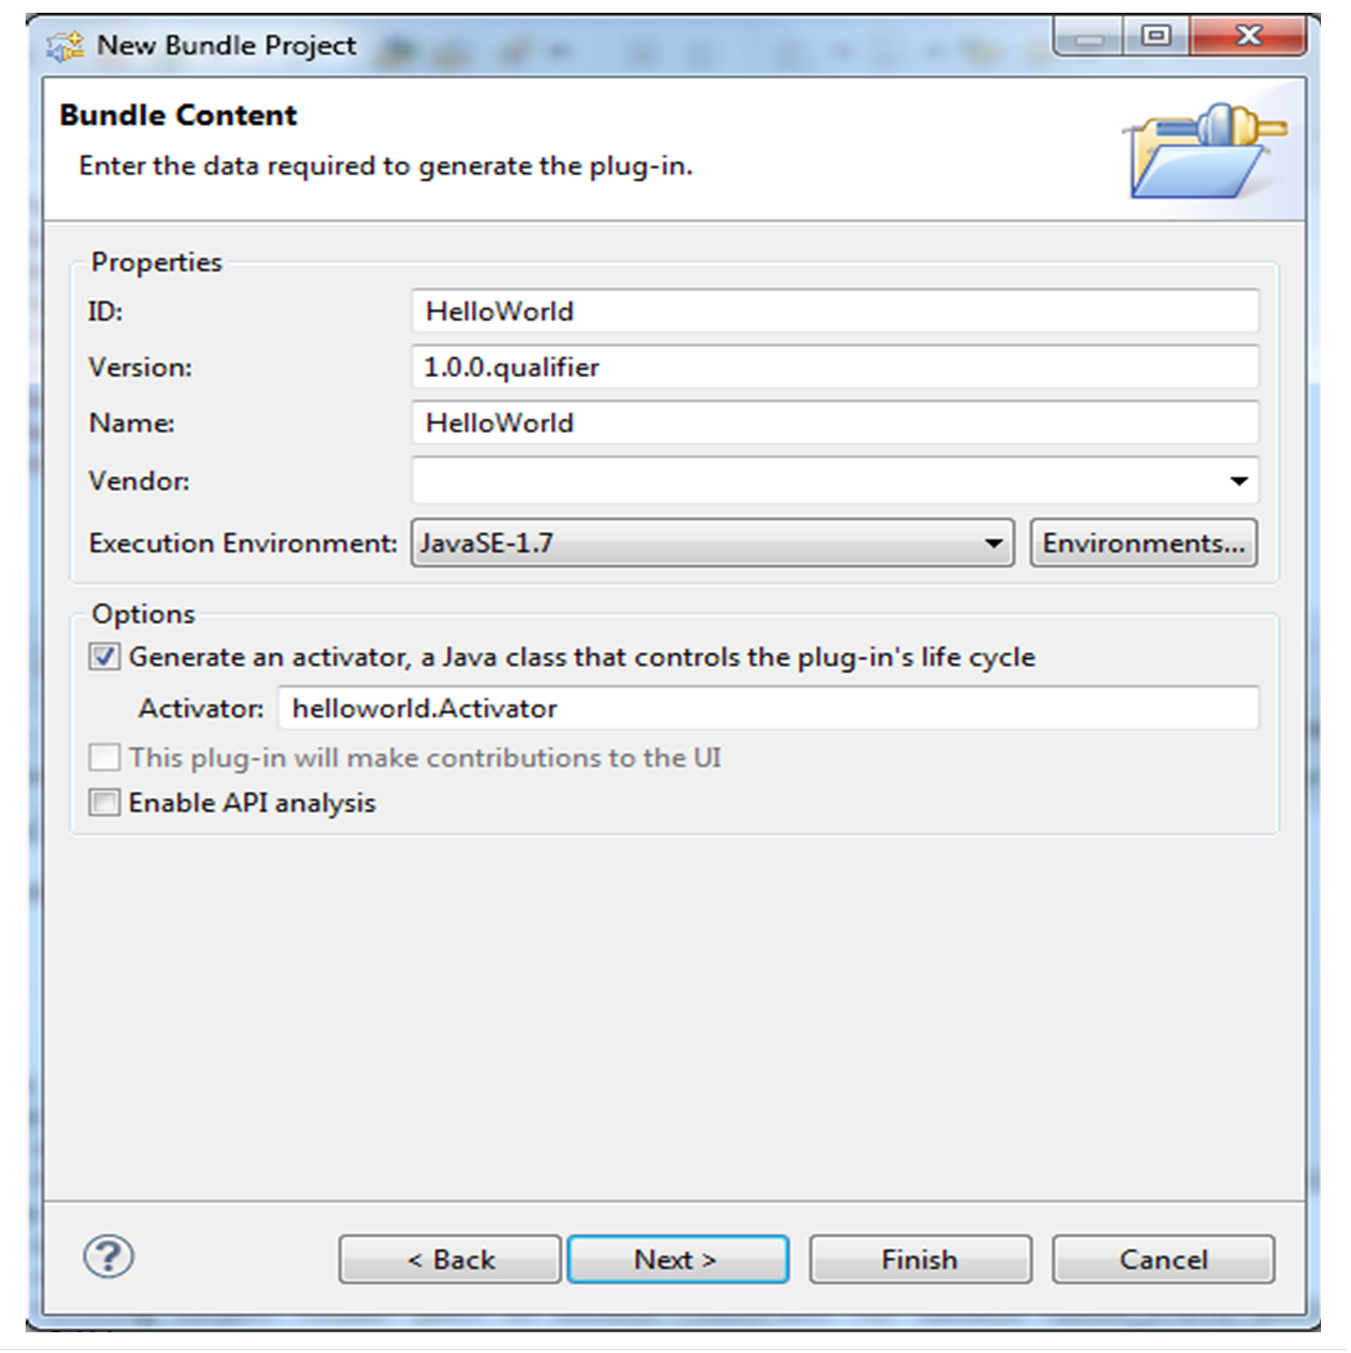 New Bundle Project
Bundle Content
Enter the data required to generate the plug-in.
Properties
ID: HelloWorld
Version: 1.0.0.qualifier
Name: HelloWorld
Vendor:
Execution Environment: JavaSE-1.7 Environments...
Options
Generate an activator, a Java class that controls the plug-in's life cycle
Activator: helloworld.Activator
This plug-in will make contributions to the UI
Enable API analysis
? < Back Next > Finish Cancel